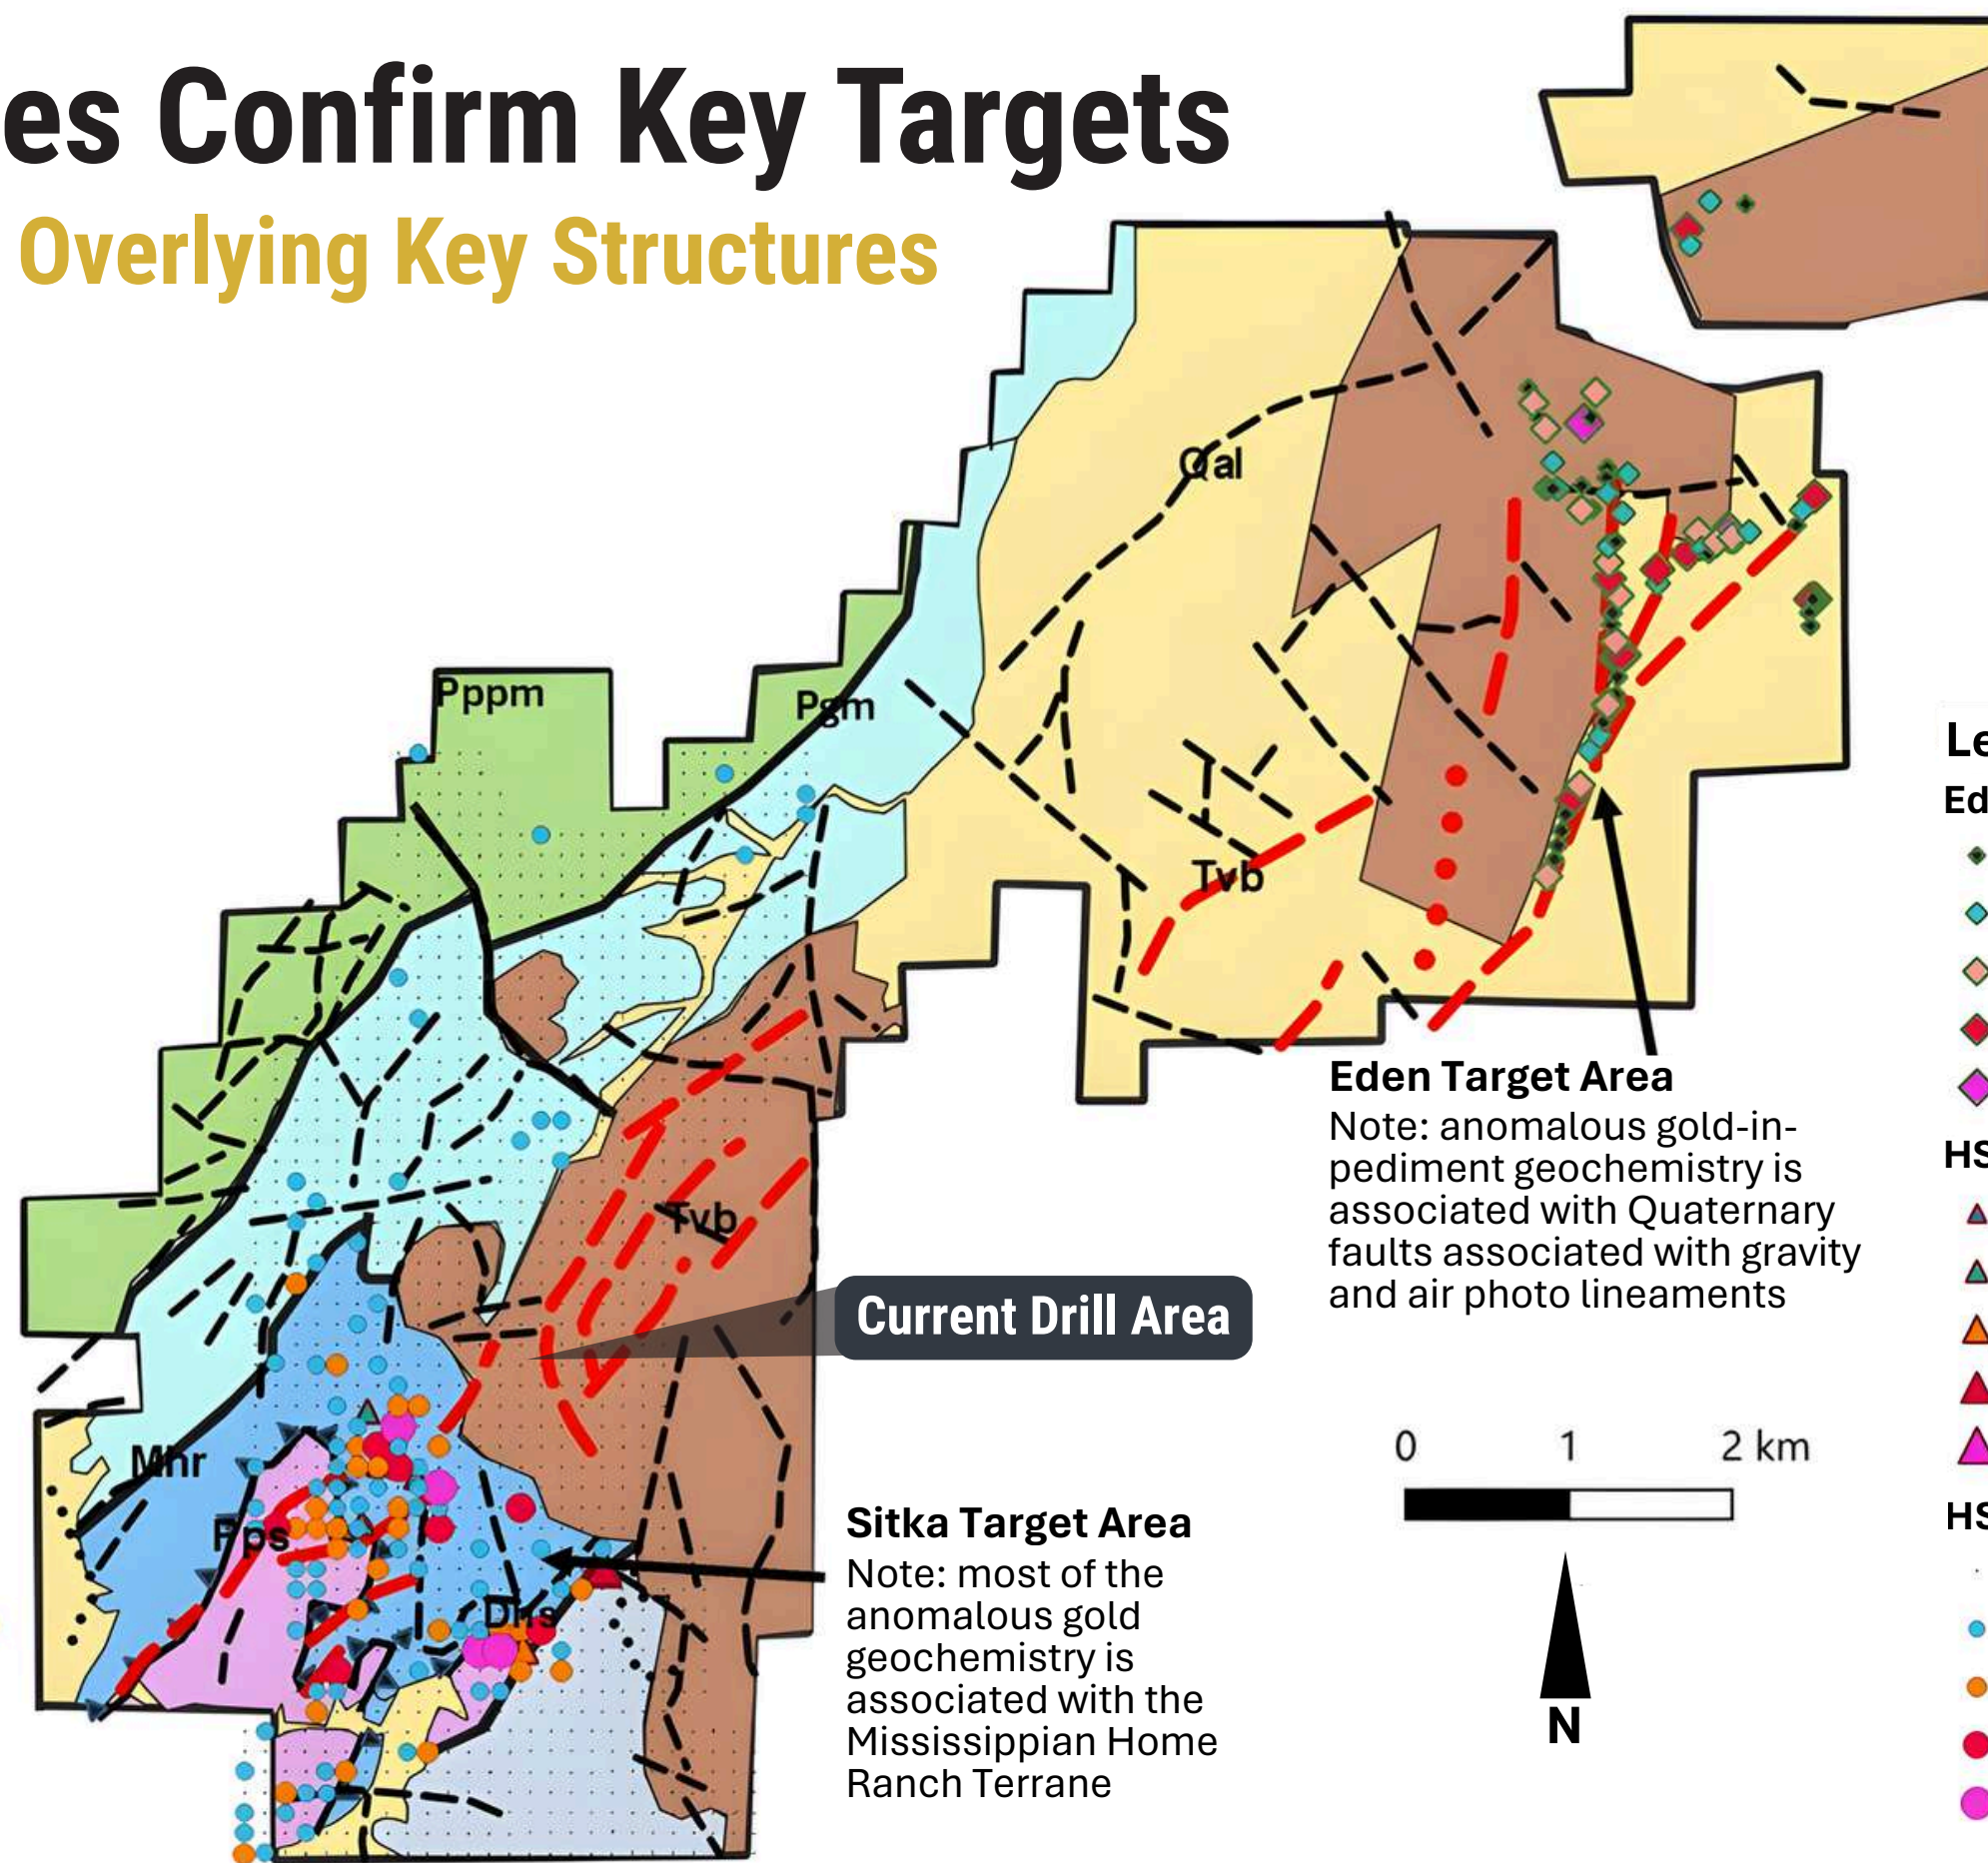 es Confirm Key Targets
Overlying Key Structures
Qal
Pppm
Pgm
Tvb
Le
Ed
Eden Target Area
Note: anomalous gold-in-
pediment geochemistry is
associated with Quaternary
faults associated with gravity
and air photo lineaments
HS
Tvb
Current Drill Area
Mhr
0 1 2 km
Pps
Sitka Target Area
Note: most of the
anomalous gold
geochemistry is
associated with the
Mississippian Home
Ranch Terrane
HS
Dhs
N